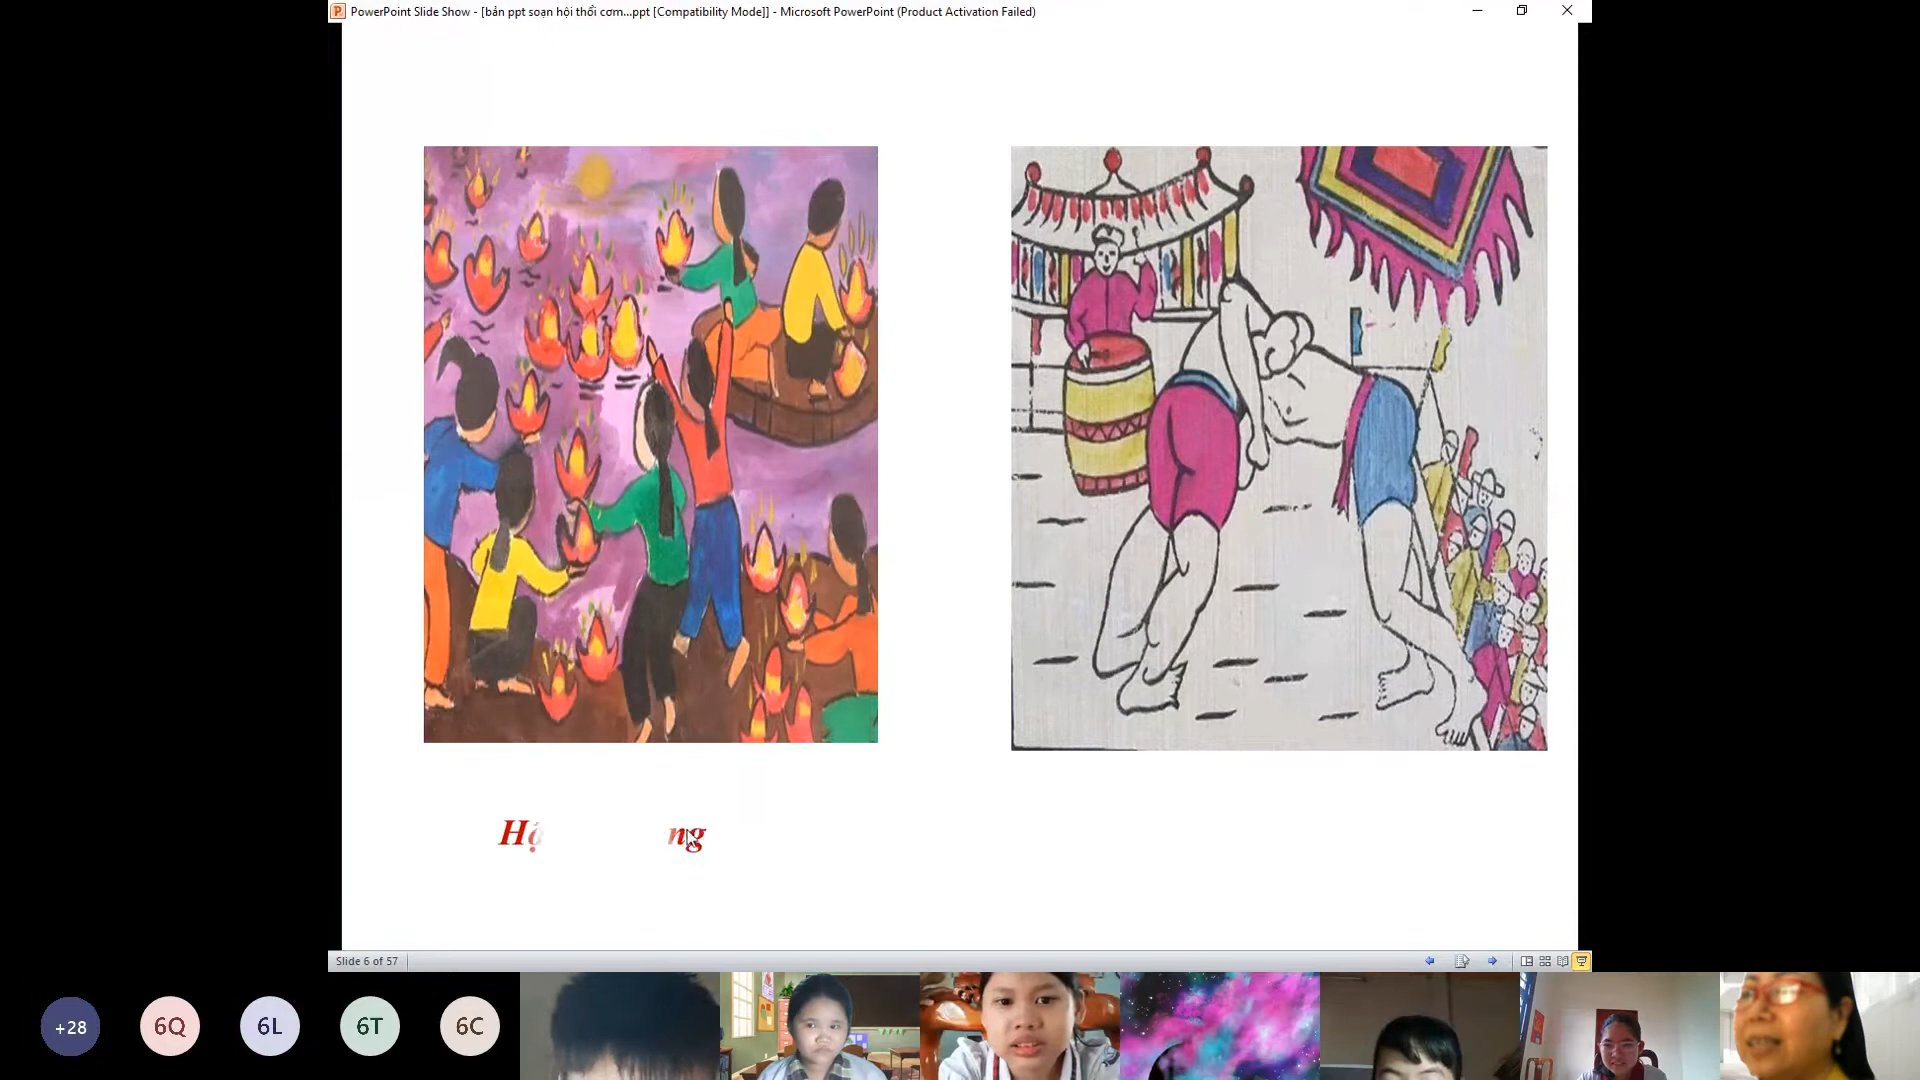 PowerPoint Slide Show - [bản ppt soạn hội thổi cơm...ppt [Compatibility Mode]] - Microsoft PowerPoint (Product Activation Failed)
ng
Slide 6 of 57
+28
6Q
6L
6T
6C